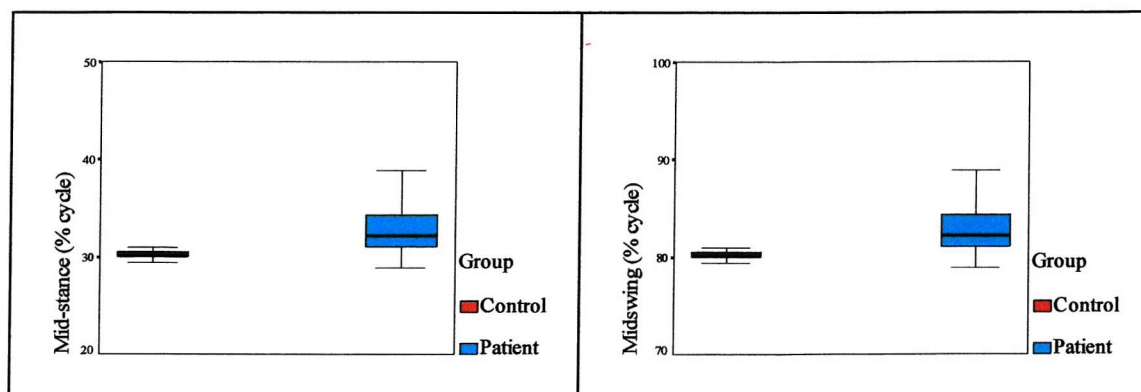 50
40
30
20
Mid-stance (% cycle)
Group
Control
Patient
100
90
80
70
Midswing (% cycle)
Group
Control
Patient